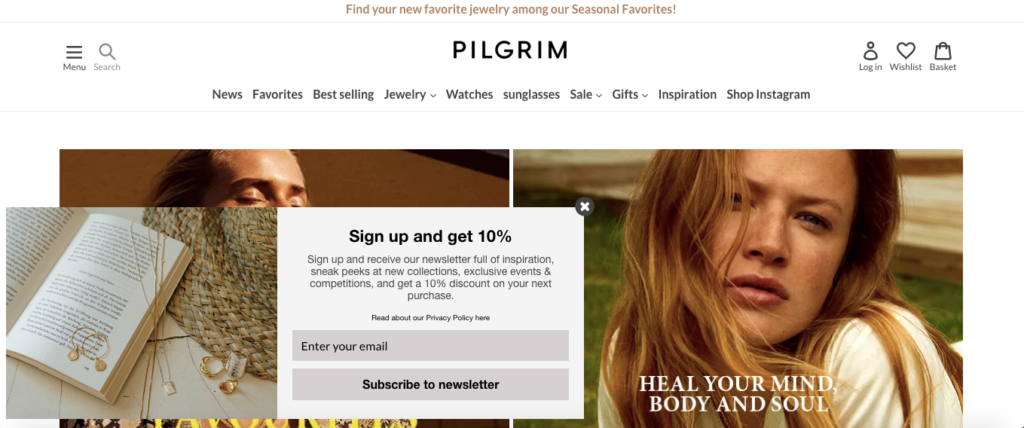 Find your new favorite jewelry among our Seasonal Favorites!
Menu
Search
PILGRIM
Log in
Wishlist
Basket
News Favorites Best selling Jewelry Watches sunglasses Sale Gifts Inspiration Shop Instagram
Sign up and get 10%
Sign up and receive our newsletter full of inspiration,
sneak peeks at new collections, exclusive events &
competitions, and get a 10% discount on your next
purchase.
Read about our Privacy Policy here
Enter your email
Subscribe to newsletter
HEAL YOUR MIND,
BODY AND SOUL